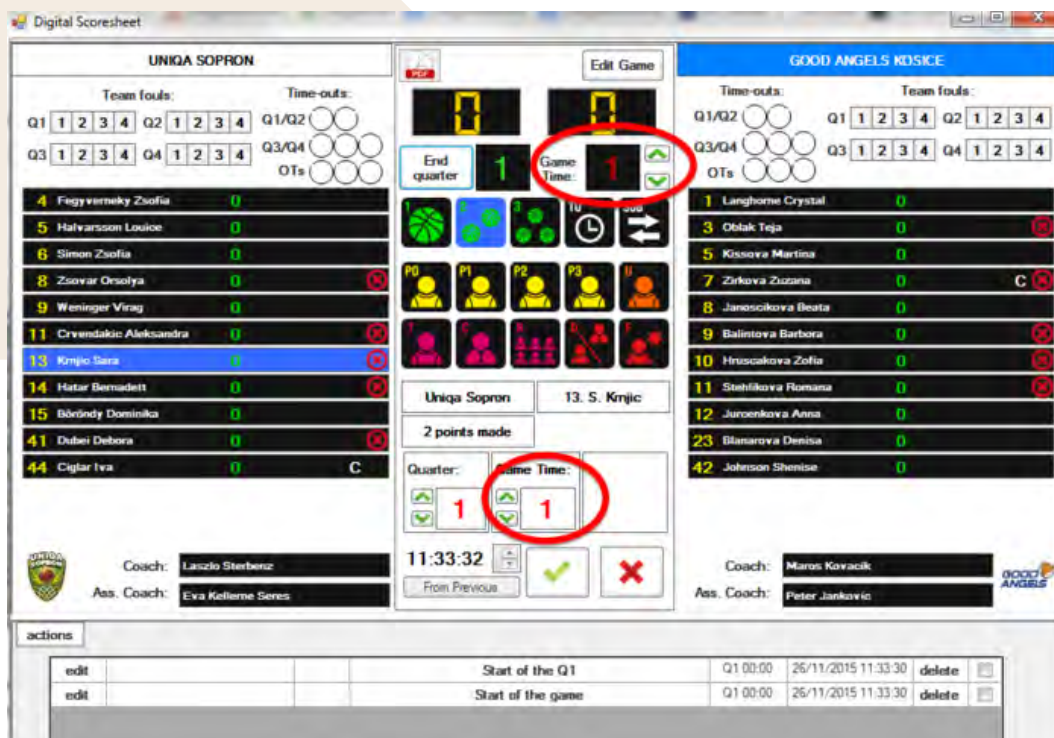 Digital Scoresheet
UNIQA SOPRON
Team fouls:
Time-outs:
Q1 1 2 3 4 Q2 1 2 3 4 Q1/Q2
Q3 1 2 3 4 Q4 1 2 3 4 Q3/Q4
OTs
4 Fegyverneky Zsofia 0
5 Halvarsson Louice 0
6 Simon Zsofia 0
8 Zsovar Orsolya 0
9 Weninger Virag 0
11 Crvendakic Aleksandra 0
13 Krnjic Sara 0
14 Hatar Bernadett 0
15 Böröndy Dominika 0
41 Dubei Debora 0
44 Ciglar Iva 0 C
UNIQA SOPRON
Coach: Laszlo Sterbenz
Ass. Coach: Eva Kelleme Seres
PDF
Edit Game
0 0
End quarter
1
Game Time:
1
1 2 3 TO SUB
P0 P1 P2 P3 U
T C B D F
Uniqa Sopron
13. S. Krnjic
2 points made
Quarter:
Game Time:
1
1
11:33:32
From Previous
GOOD ANGELS KOSICE
Time-outs:
Team fouls:
Q1/Q2 Q1 1 2 3 4 Q2 1 2 3 4
Q3/Q4 Q3 1 2 3 4 Q4 1 2 3 4
OTs
1 Langhorne Crystal 0
3 Oblak Teja 0
5 Kissova Martina 0
7 Zirkova Zuzana 0 C
8 Janoscikova Beata 0
9 Balintova Barbora 0
10 Hruscakova Zofia 0
11 Stehlikova Romana 0
12 Jurcenkova Anna 0
23 Blanarova Denisa 0
42 Johnson Shenise 0
Coach: Maros Kovacik
Ass. Coach: Peter Jankovic
GOOD ANGELS
actions
edit Start of the Q1 Q1 00:00 26/11/2015 11:33:30 delete
edit Start of the game Q1 00:00 26/11/2015 11:33:30 delete